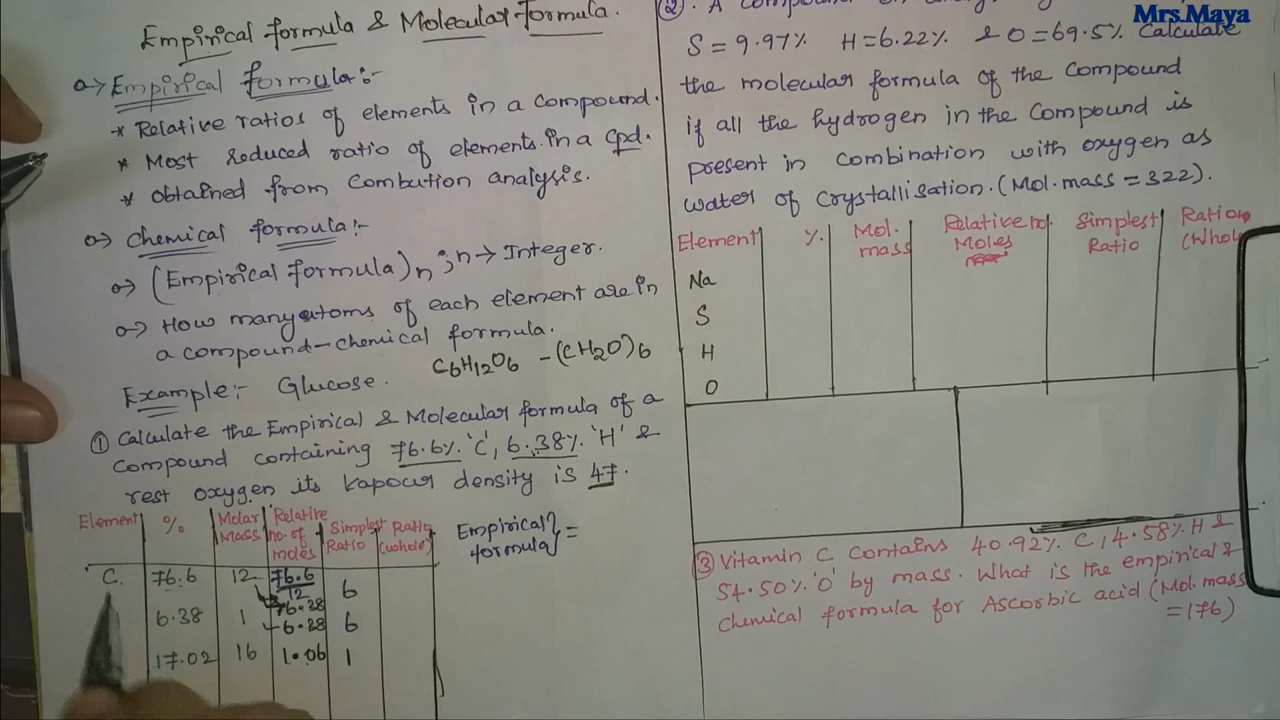 Empirical formula & Molecular formula.
Empirical formula:-
* Relative ratios of elements in a compound.
* Most reduced ratio of elements in a cpd.
* Obtained from Combution analysis.
Chemical formula:-
(Empirical formula)n ; n→ Integer.
How many atoms of each element are in
a compound-chemical formula.
Example:- Glucose. C6H12O6 - (CH2O)6
① Calculate the Empirical & Molecular formula of a
compound containing 76.6% 'C', 6.38% 'H' &
rest oxygen its vapour density is 47.
Element % Molar Mass Relative no. of moles Simplest Ratio Ratio (whole)
C. 76.6 12 76.6/12 6
6.38 1 6.38 6
17.02 16 1.06 1
Empirical formula } =
Mrs.Maya
② A compound on
S = 9.97% H = 6.22% & O = 69.5% Calculate
the molecular formula of the Compound
if all the hydrogen in the Compound is
present in combination with oxygen as
water of crystallisation. (Mol. mass = 322).
Element % Mol. mass Relative no. Moles Simplest Ratio Ratio (Whole
Na
S
H
O
③ Vitamin C contains 40.92% C, 4.58% H &
54.50% 'O' by mass. What is the empirical &
chemical formula for Ascorbic acid (Mol. mass
= 176)